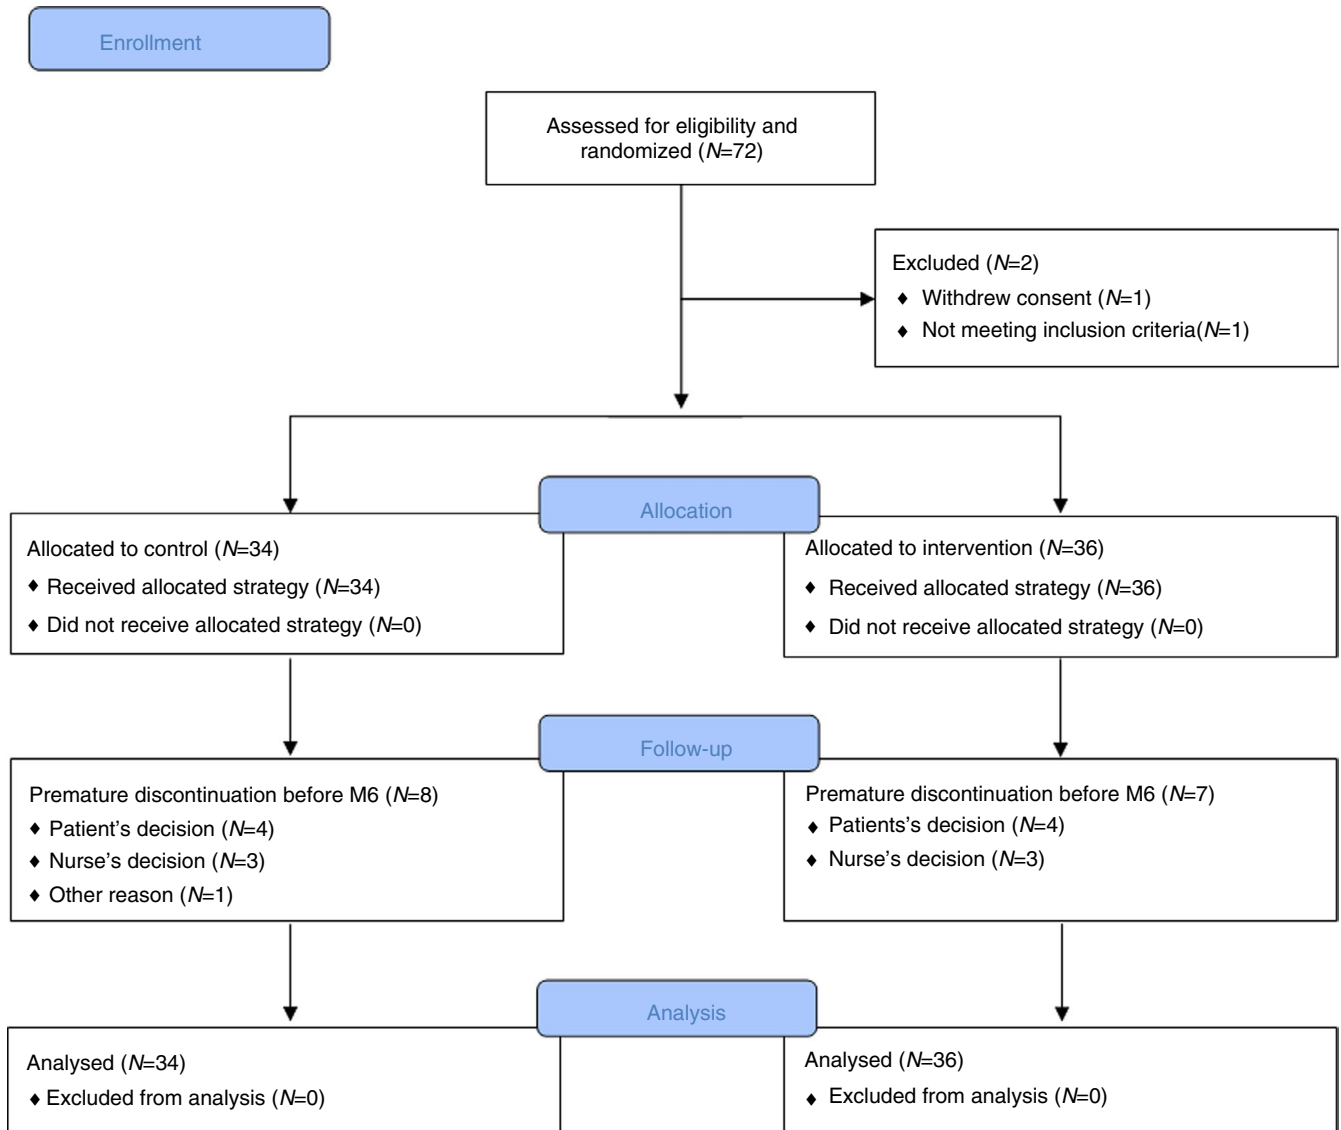 Enrollment
Assessed for eligibility and
randomized (N=72)
Excluded (N=2)
♦ Withdrew consent (N=1)
♦ Not meeting inclusion criteria(N=1)
Allocation
Allocated to control (N=34)
♦ Received allocated strategy (N=34)
♦ Did not receive allocated strategy (N=0)
Allocated to intervention (N=36)
♦ Received allocated strategy (N=36)
♦ Did not receive allocated strategy (N=0)
Follow-up
Premature discontinuation before M6 (N=8)
♦ Patient's decision (N=4)
♦ Nurse's decision (N=3)
♦ Other reason (N=1)
Premature discontinuation before M6 (N=7)
♦ Patients's decision (N=4)
♦ Nurse's decision (N=3)
Analysis
Analysed (N=34)
♦ Excluded from analysis (N=0)
Analysed (N=36)
♦ Excluded from analysis (N=0)